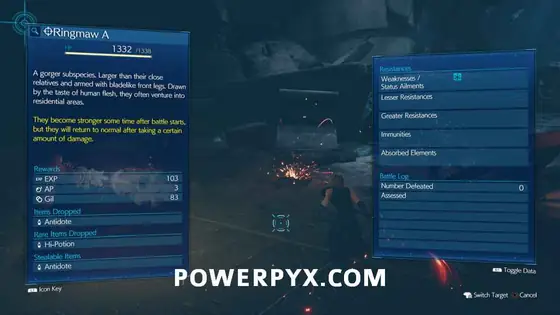 Ringmaw A
1332 /1338
A gorger subspecies. Larger than their close
relatives and armed with bladelike front legs. Drawn
by the taste of human flesh, they often venture into
residential areas.
They become stronger some time after battle starts,
but they will return to normal after taking a certain
amount of damage.
Rewards
EXP 103
AP 3
Gil 83
Items Dropped
Antidote
Rare Items Dropped
Hi-Potion
Stealable Items
Antidote
Icon Key
Resistances
Weaknesses /
Status Ailments
Lesser Resistances
Greater Resistances
Immunities
Absorbed Elements
Battle Log
Number Defeated 0
Assessed
Toggle Data
Switch Target Cancel
POWERPYX.COM